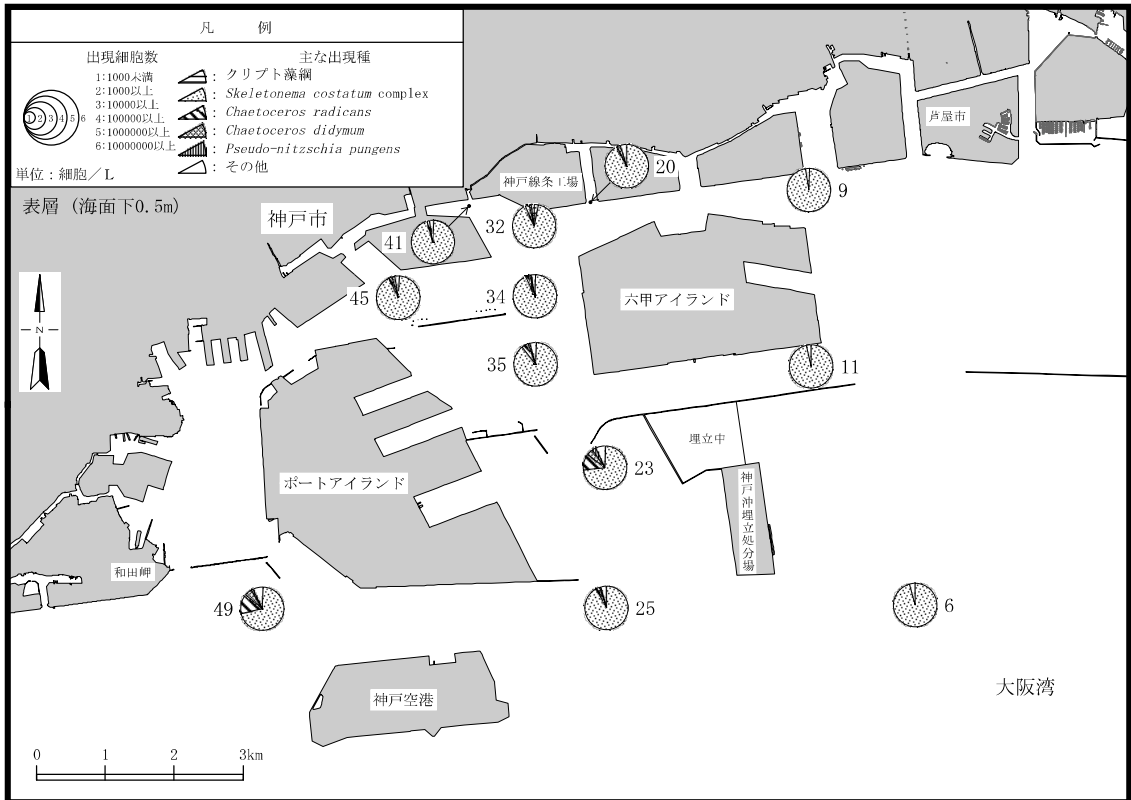 凡 例
出現細胞数
1:1000未満
2:1000以上
3:10000以上
4:100000以上
5:1000000以上
6:10000000以上
1 2 3 4 5 6
単位：細胞／L
主な出現種
：クリプト藻綱
：Skeletonema costatum complex
：Chaetoceros radicans
：Chaetoceros didymum
：Pseudo-nitzschia pungens
：その他
表層（海面下0.5m）
芦屋市
神戸線条工場
20
9
神戸市
32
41
45
34
六甲アイランド
N
35
11
埋立中
23
ポートアイランド
神戸沖埋立処分場
和田岬
49
25
6
大阪湾
神戸空港
0 1 2 3km